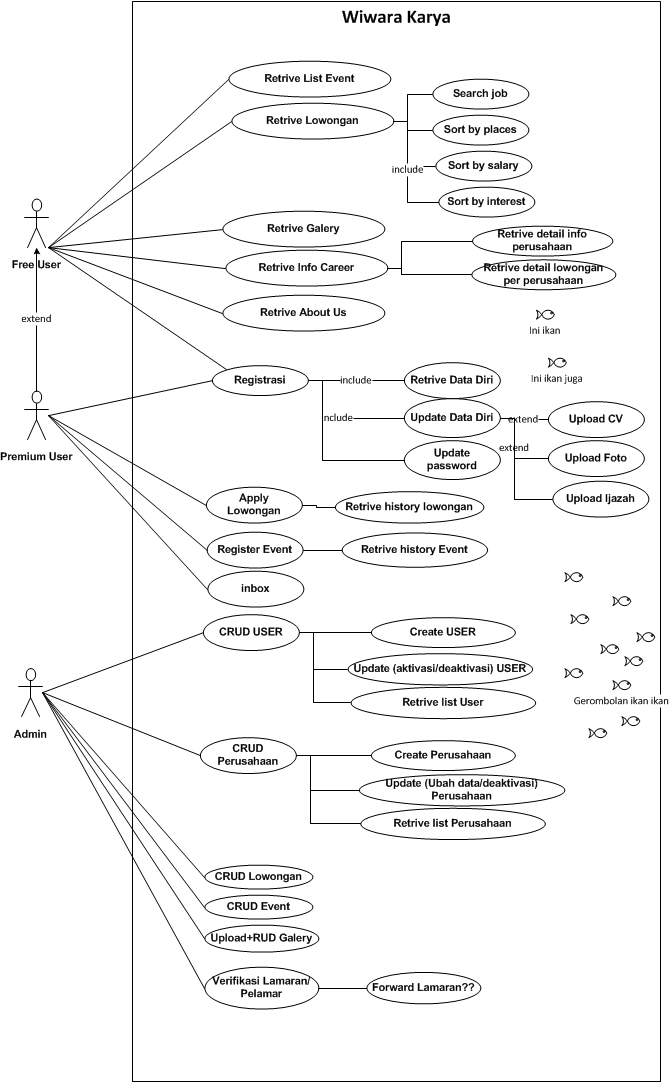 Wiwara Karya
Retrive List Event
Retrive Lowongan
Search job
Sort by places
include
Sort by salary
Sort by interest
Free User
extend
Retrive Galery
Retrive Info Career
Retrive detail info
perusahaan
Retrive detail lowongan
per perusahaan
Retrive About Us
Ini ikan
Ini ikan juga
Premium User
Registrasi
include
Retrive Data Diri
nclude
Update Data Diri
extend
Upload CV
extend
Update
password
Upload Foto
Upload Ijazah
Apply
Lowongan
Retrive history lowongan
Register Event
Retrive history Event
inbox
CRUD USER
Create USER
Update (aktivasi/deaktivasi) USER
Retrive list User
Gerombolan ikan ikan
Admin
CRUD
Perusahaan
Create Perusahaan
Update (Ubah data/deaktivasi)
Perusahaan
Retrive list Perusahaan
CRUD Lowongan
CRUD Event
Upload+RUD Galery
Verifikasi Lamaran/
Pelamar
Forward Lamaran??